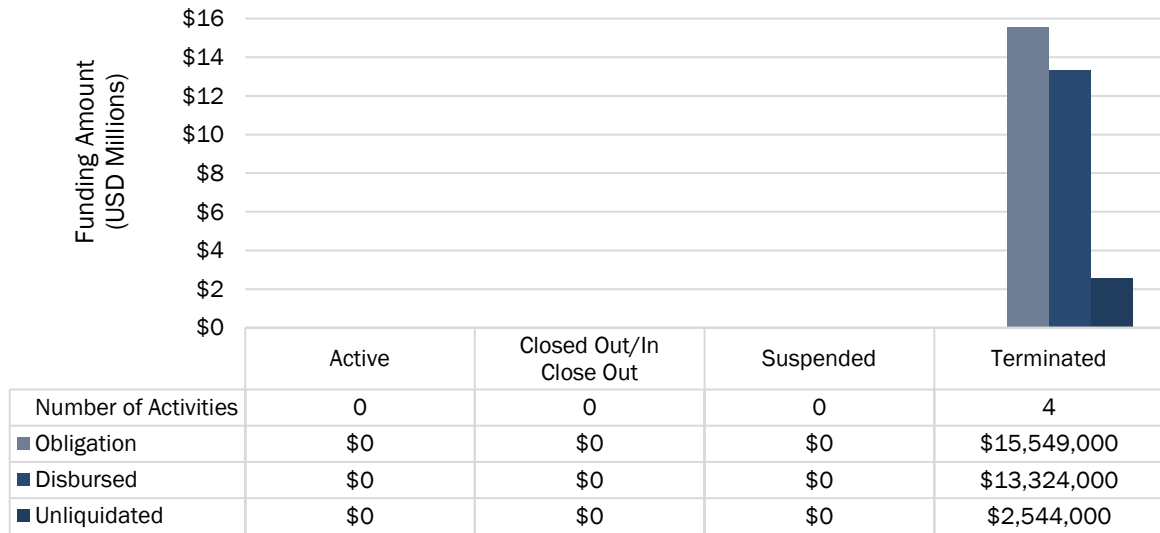 Funding Amount
(USD Millions)
$16
$14
$12
$10
$8
$6
$4
$2
$0
Active
Closed Out/In
Close Out
Suspended
Terminated
Number of Activities 0 0 0 4
Obligation $0 $0 $0 $15,549,000
Disbursed $0 $0 $0 $13,324,000
Unliquidated $0 $0 $0 $2,544,000